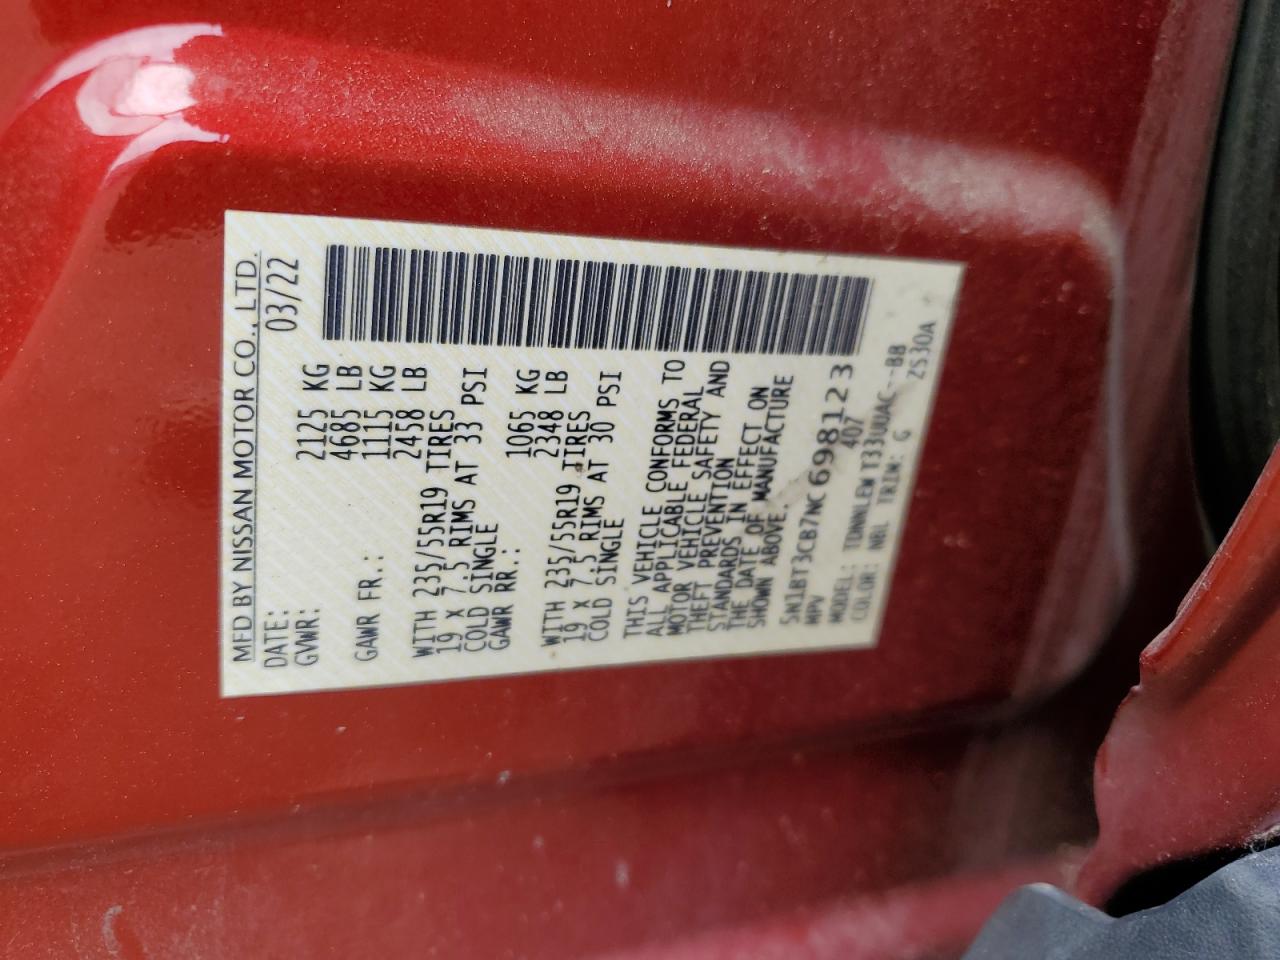 MFD BY NISSAN MOTOR CO., LTD.
DATE: 03/22
GVWR: 2125 KG
4685 LB
GAWR FR.: 1115 KG
2458 LB
WITH 235/55R19 TIRES
19 X 7.5 RIMS AT 33 PSI
COLD SINGLE
GAWR RR.: 1065 KG
2348 LB
WITH 235/55R19 TIRES
19 X 7.5 RIMS AT 30 PSI
COLD SINGLE
THIS VEHICLE CONFORMS TO
ALL APPLICABLE FEDERAL
MOTOR VEHICLE SAFETY AND
THEFT PREVENTION
STANDARDS IN EFFECT ON
THE DATE OF MANUFACTURE
SHOWN ABOVE.
5N1BT3CB7NC698123
MPV 407
MODEL: TDNNLEW T33UUAC--BB
COLOR: NBL TRIM: G ZS30A